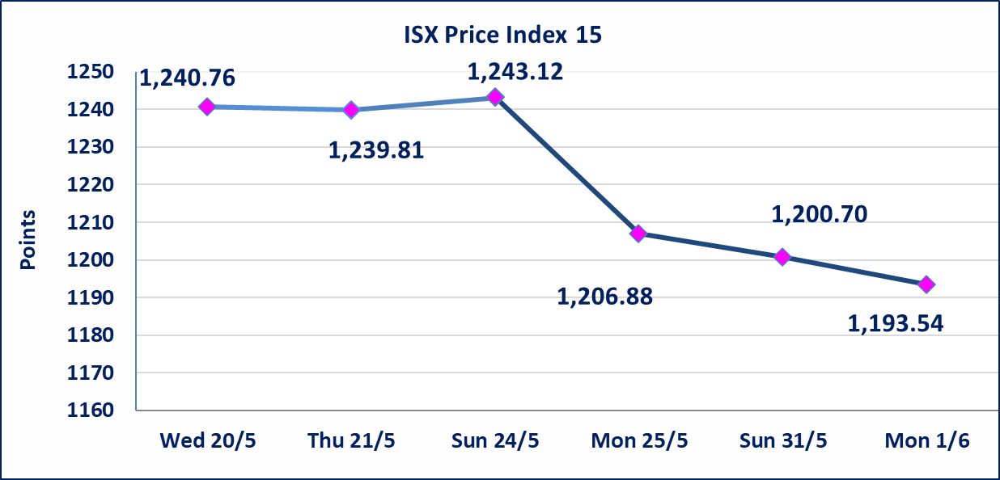 ISX Price Index 15
1250
1240
1230
1220
1210
1200
1190
1180
1170
1160
Points
1,240.76
1,239.81
1,243.12
1,206.88
1,200.70
1,193.54
Wed 20/5
Thu 21/5
Sun 24/5
Mon 25/5
Sun 31/5
Mon 1/6